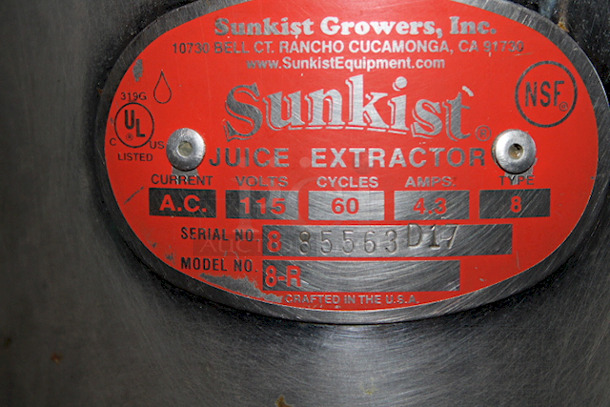 Sunkist Growers, Inc.
10730 BELL CT. RANCHO CUCAMONGA, CA 91730
www.SunkistEquipment.com
319G
UL
C US
LISTED
NSF
Sunkist®
JUICE EXTRACTOR
CURRENT VOLTS CYCLES AMPS TYPE
A.C. 115 60 4.3 8
SERIAL NO. 8 85563D17
MODEL NO. 8-R
CRAFTED IN THE U.S.A.